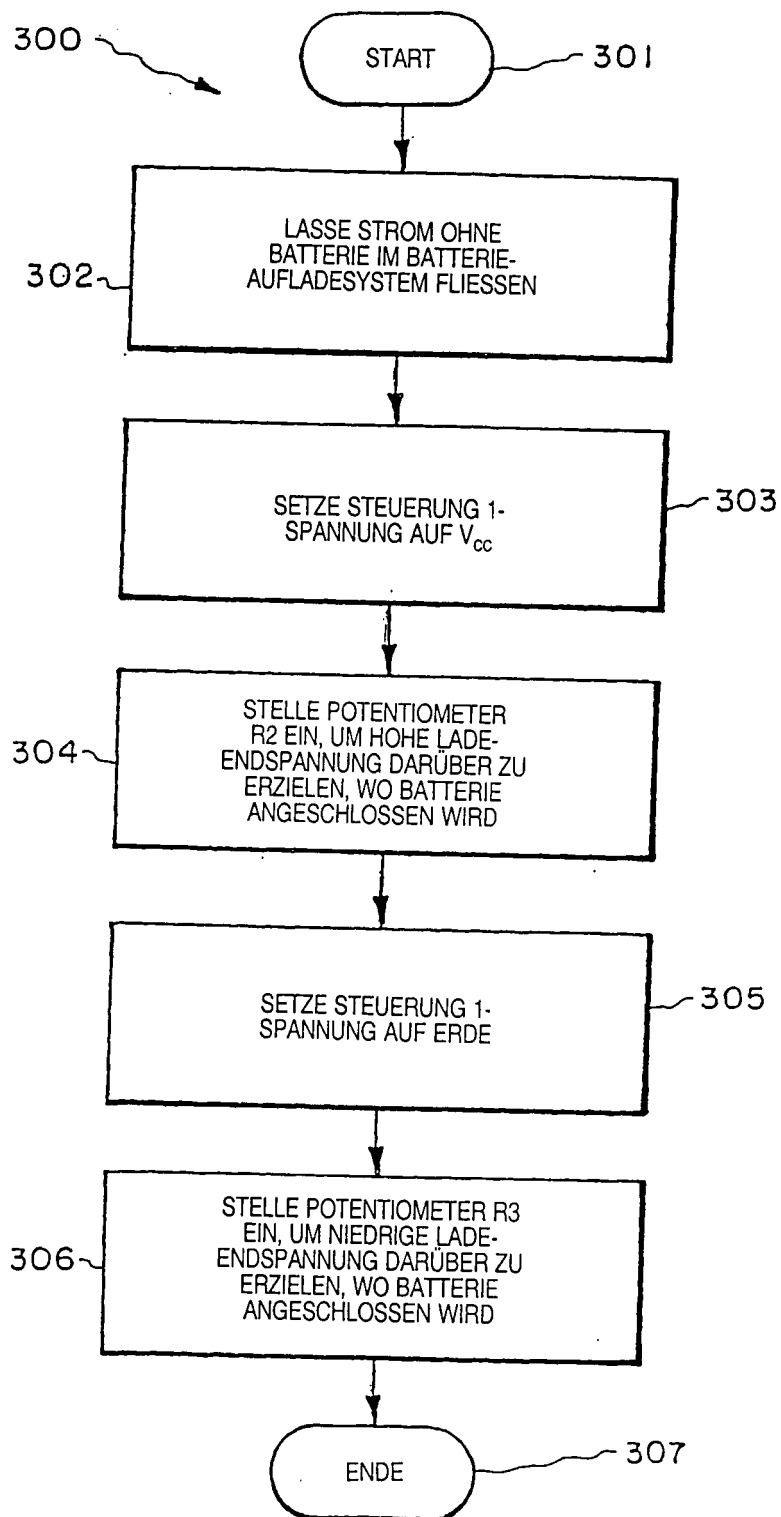 300
START
301
LASSE STROM OHNE
BATTERIE IM BATTERIE-
AUFLADESYSTEM FLIESSEN
302
SETZE STEUERUNG 1-
SPANNUNG AUF Vcc
303
STELLE POTENTIOMETER
R2 EIN, UM HOHE LADE-
ENDSPANNUNG DARÜBER ZU
ERZIELEN, WO BATTERIE
ANGESCHLOSSEN WIRD
304
SETZE STEUERUNG 1-
SPANNUNG AUF ERDE
305
STELLE POTENTIOMETER R3
EIN, UM NIEDRIGE LADE-
ENDSPANNUNG DARÜBER ZU
ERZIELEN, WO BATTERIE
ANGESCHLOSSEN WIRD
306
ENDE
307